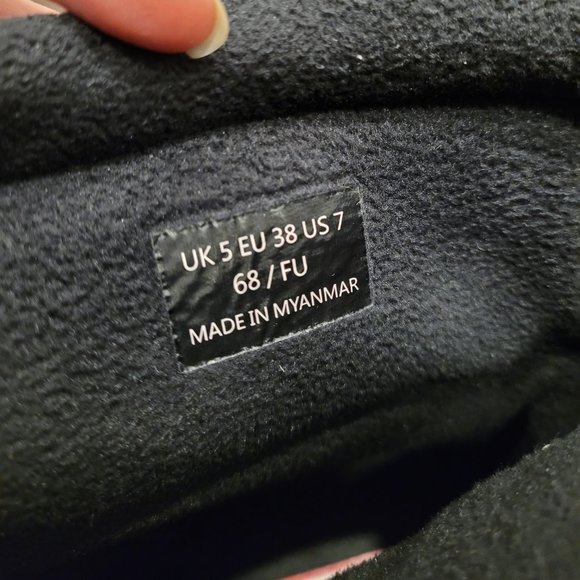 UK 5 EU 38 US 7
68 / FU
MADE IN MYANMAR